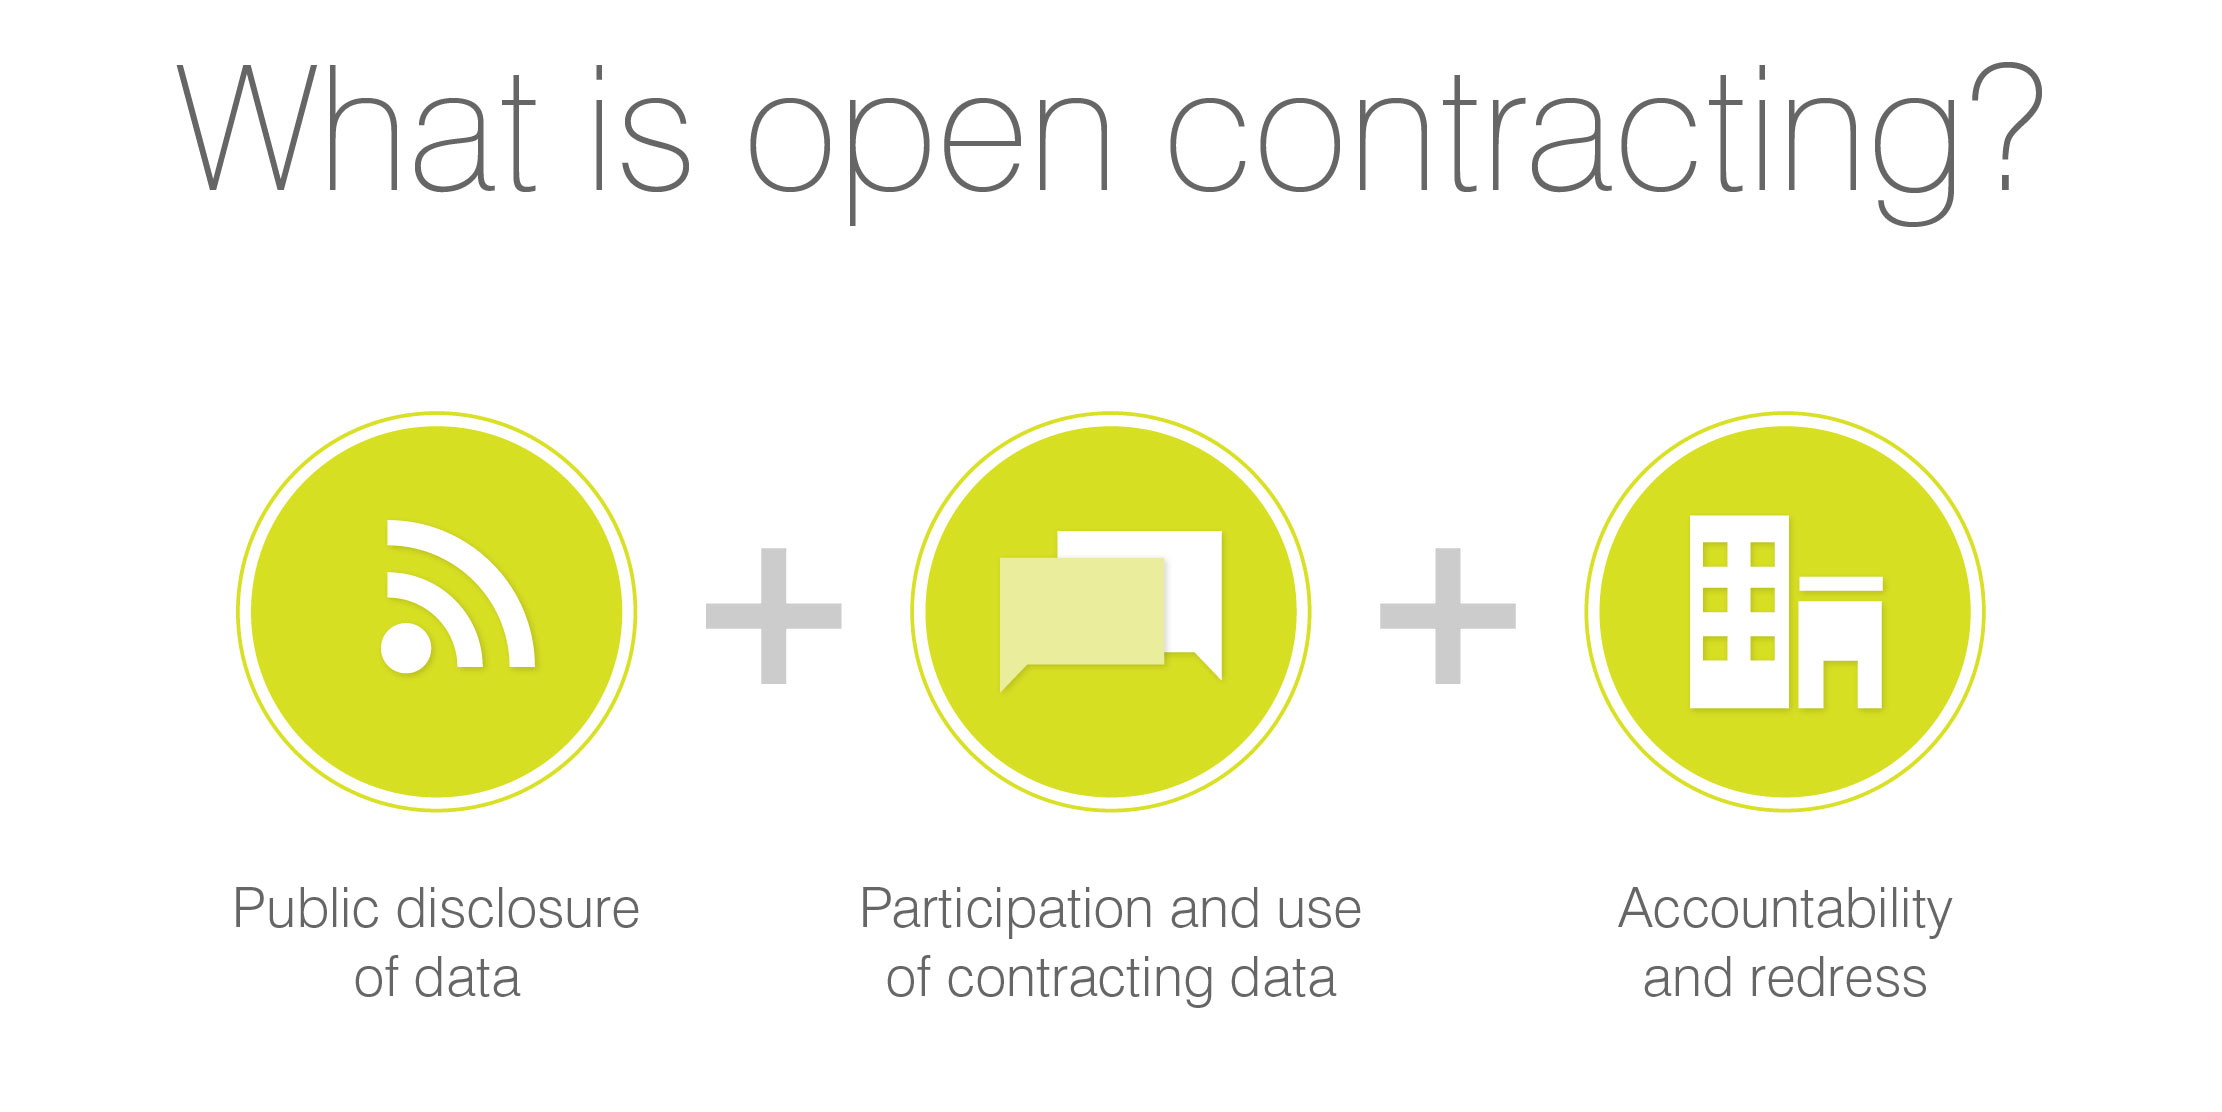 What is open contracting?
Public disclosure
of data
Participation and use
of contracting data
Accountability
and redress